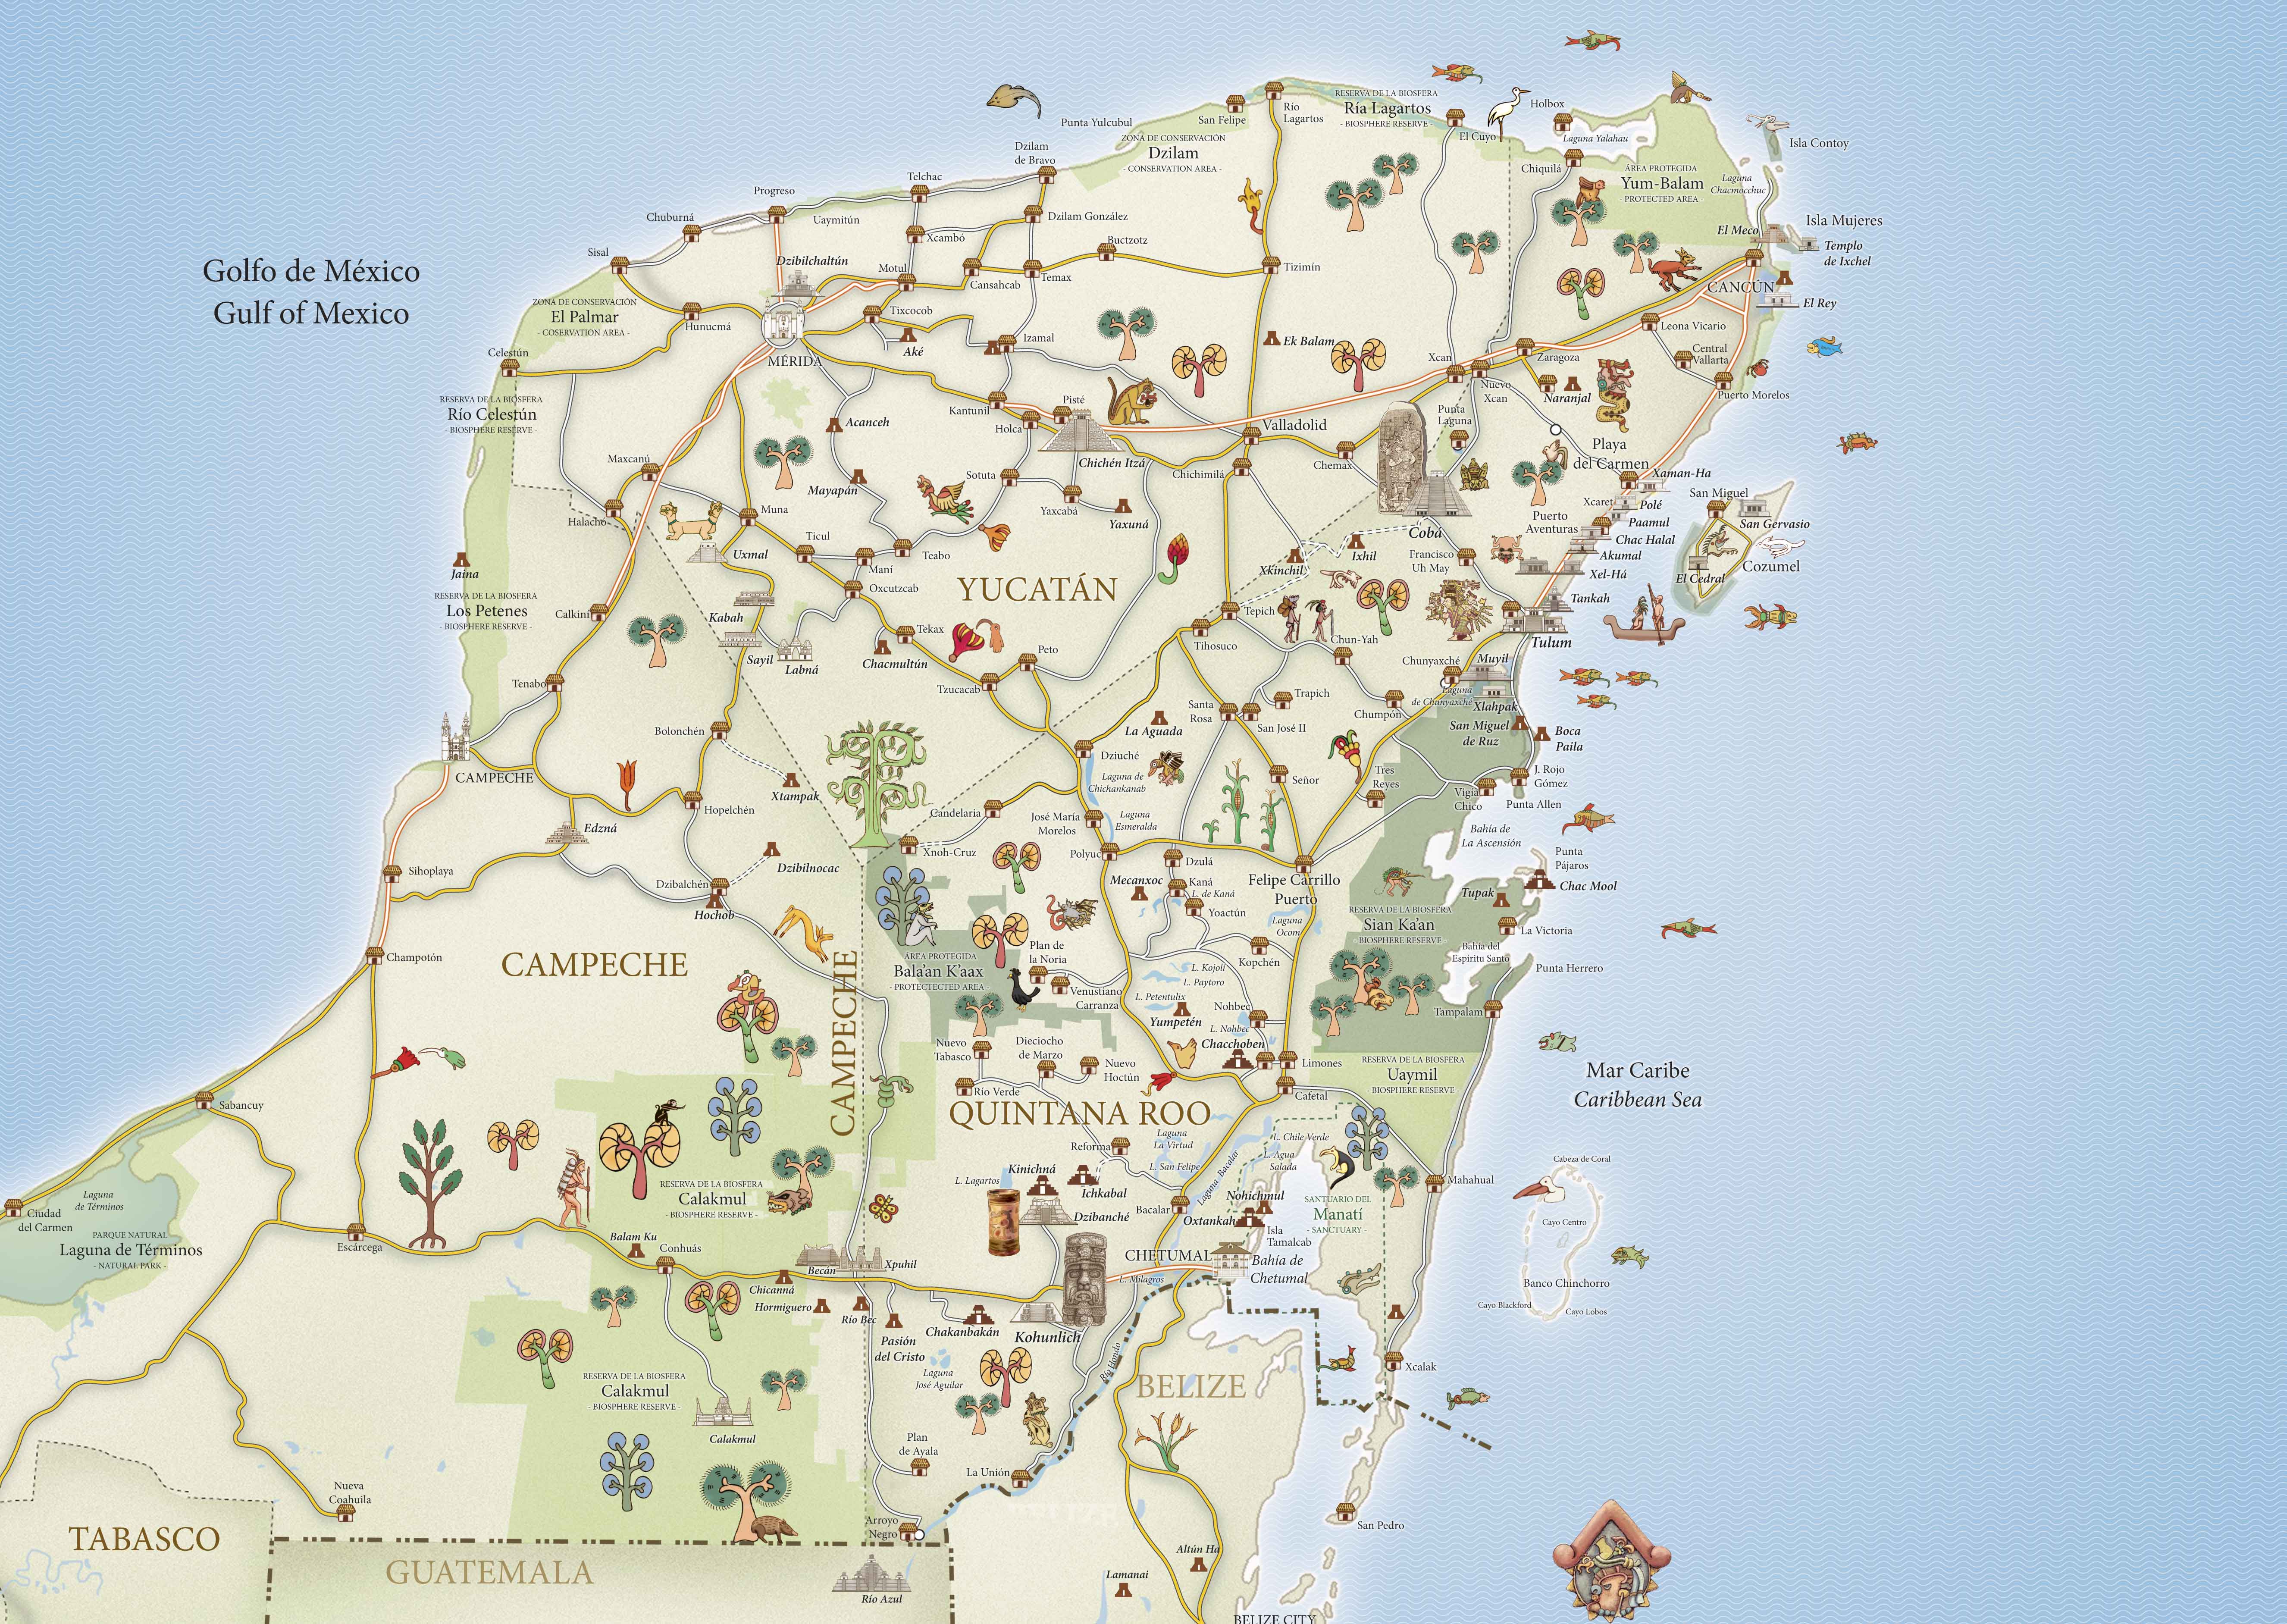 Golfo de México
Gulf of Mexico
Punta Yulcubul
ZONA DE CONSERVACIÓN
Dzilam
- CONSERVATION AREA -
San Felipe
Río
Lagartos
RESERVA DE LA BIOSFERA
Ría Lagartos
- BIOSPHERE RESERVE -
El Cuyo
Holbox
Laguna Yalahau
Chiquilá
ÁREA PROTEGIDA
Yum-Balam
- PROTECTED AREA -
Laguna
Chacmocchuc
Isla Contoy
Isla Mujeres
El Meco
Templo
de Ixchel
CANCÚN
El Rey
Dzilam
de Bravo
Telchac
Progreso
Uaymitún
Chuburná
Sisal
Dzilam González
Xcambó
Buctzotz
Dzibilchaltún
Motul
Cansahcab
Temax
Tizimín
ZONA DE CONSERVACIÓN
El Palmar
- COSERVATION AREA -
Hunucmá
Tixcocob
MÉRIDA
Aké
Izamal
Ek Balam
Xcan
Nuevo
Xcan
Zaragoza
Leona Vicario
Central
Vallarta
Naranjal
Puerto Morelos
Celestún
RESERVA DE LA BIOSFERA
Río Celestún
- BIOSPHERE RESERVE -
Acanceh
Kantunil
Holca
Pisté
Chichén Itzá
Valladolid
Chichimilá
Chemax
Punta
Laguna
Playa
del Carmen
Xaman-Ha
Xcaret
Polé
Puerto
Aventuras
Paamul
Chac Halal
Akumal
Xel-Há
San Miguel
San Gervasio
El Cedral
Cozumel
Maxcanú
Halachó
Mayapán
Sotuta
Yaxcabá
Yaxuná
Muna
Uxmal
Ticul
Teabo
Maní
Oxcutzcab
Cobá
Ixhil
Xkinchil
Francisco
Uh May
Tankah
Tulum
Jaina
RESERVA DE LA BIOSFERA
Los Petenes
- BIOSPHERE RESERVE -
Calkiní
Kabah
Sayil
Labná
YUCATÁN
Tekax
Chacmultún
Peto
Tzucacab
Tepich
Tihosuco
Chun-Yah
Chunyaxché
Muyil
Laguna
de Chunyaxché
Xlahpak
San Miguel
de Ruz
Boca
Paila
Tenabo
CAMPECHE
Bolonchén
Xtampak
Hopelchén
Edzná
Santa
Rosa
Trapich
San José II
Chumpón
La Aguada
Dziuché
Laguna de
Chichankanab
Señor
Tres
Reyes
J. Rojo
Gómez
Vigía
Chico
Punta Allen
Candelaria
José María
Morelos
Laguna
Esmeralda
Bahía de
La Ascensión
Punta
Pájaros
Chac Mool
Tupak
Xnoh-Cruz
Polyuc
Dzulá
Felipe Carrillo
Puerto
Mecanxoc
Kaná
L. de Kaná
Yoactún
Laguna
Ocom
RESERVA DE LA BIOSFERA
Sian Ka'an
- BIOSPHERE RESERVE -
La Victoria
Bahía del
Espíritu Santo
Punta Herrero
Tampalam
Sihoplaya
Dzibilnocac
Dzibalchén
Hochob
Champotón
CAMPECHE
CAMPECHE
ÁREA PROTEGIDA
Bala'an K'aax
- PROTECTECTED AREA -
Plan de
la Noria
Venustiano
Carranza
Kopchén
L. Kojoli
L. Paytoro
L. Petentulix
Yumpetén
Nohbec
L. Nohbec
Chacchoben
Limones
RESERVA DE LA BIOSFERA
Uaymil
- BIOSPHERE RESERVE -
Cafetal
Mar Caribe
Caribbean Sea
Nuevo
Tabasco
Dieciocho
de Marzo
Nuevo
Hoctún
Río Verde
QUINTANA ROO
Reforma
Laguna
La Virtud
L. San Felipe
Laguna Bacalar
L. Chile Verde
L. Agua
Salada
Sabancuy
Laguna
de Términos
Ciudad
del Carmen
PARQUE NATURAL
Laguna de Términos
- NATURAL PARK -
Escárcega
RESERVA DE LA BIOSFERA
Calakmul
- BIOSPHERE RESERVE -
Balam Ku
Conhuás
Becán
Xpuhil
Chicanná
Hormiguero
Río Bec
Pasión
del Cristo
Kinichná
L. Lagartos
Ichkabal
Dzibanché
Bacalar
Nohichmul
Oxtankah
Isla
Tamalcab
SANTUARIO DEL
Manatí
- SANCTUARY -
CHETUMAL
Bahía de
Chetumal
L. Milagros
Mahahual
Cabeza de Coral
Cayo Centro
Banco Chinchorro
Cayo Blackford
Cayo Lobos
Chakanbakán
Kohunlich
Laguna
José Aguilar
Río Hondo
BELIZE
Xcalak
RESERVA DE LA BIOSFERA
Calakmul
- BIOSPHERE RESERVE -
Calakmul
Plan
de Ayala
La Unión
Arroyo
Negro
Nueva
Coahuila
TABASCO
GUATEMALA
Río Azul
San Pedro
Altún Ha
Lamanai
BELIZE CITY